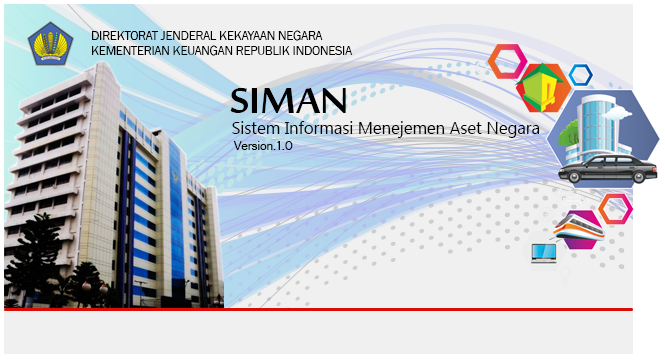 DIREKTORAT JENDERAL KEKAYAAN NEGARA
KEMENTERIAN KEUANGAN REPUBLIK INDONESIA
SIMAN
Sistem Informasi Menejemen Aset Negara
Version.1.0